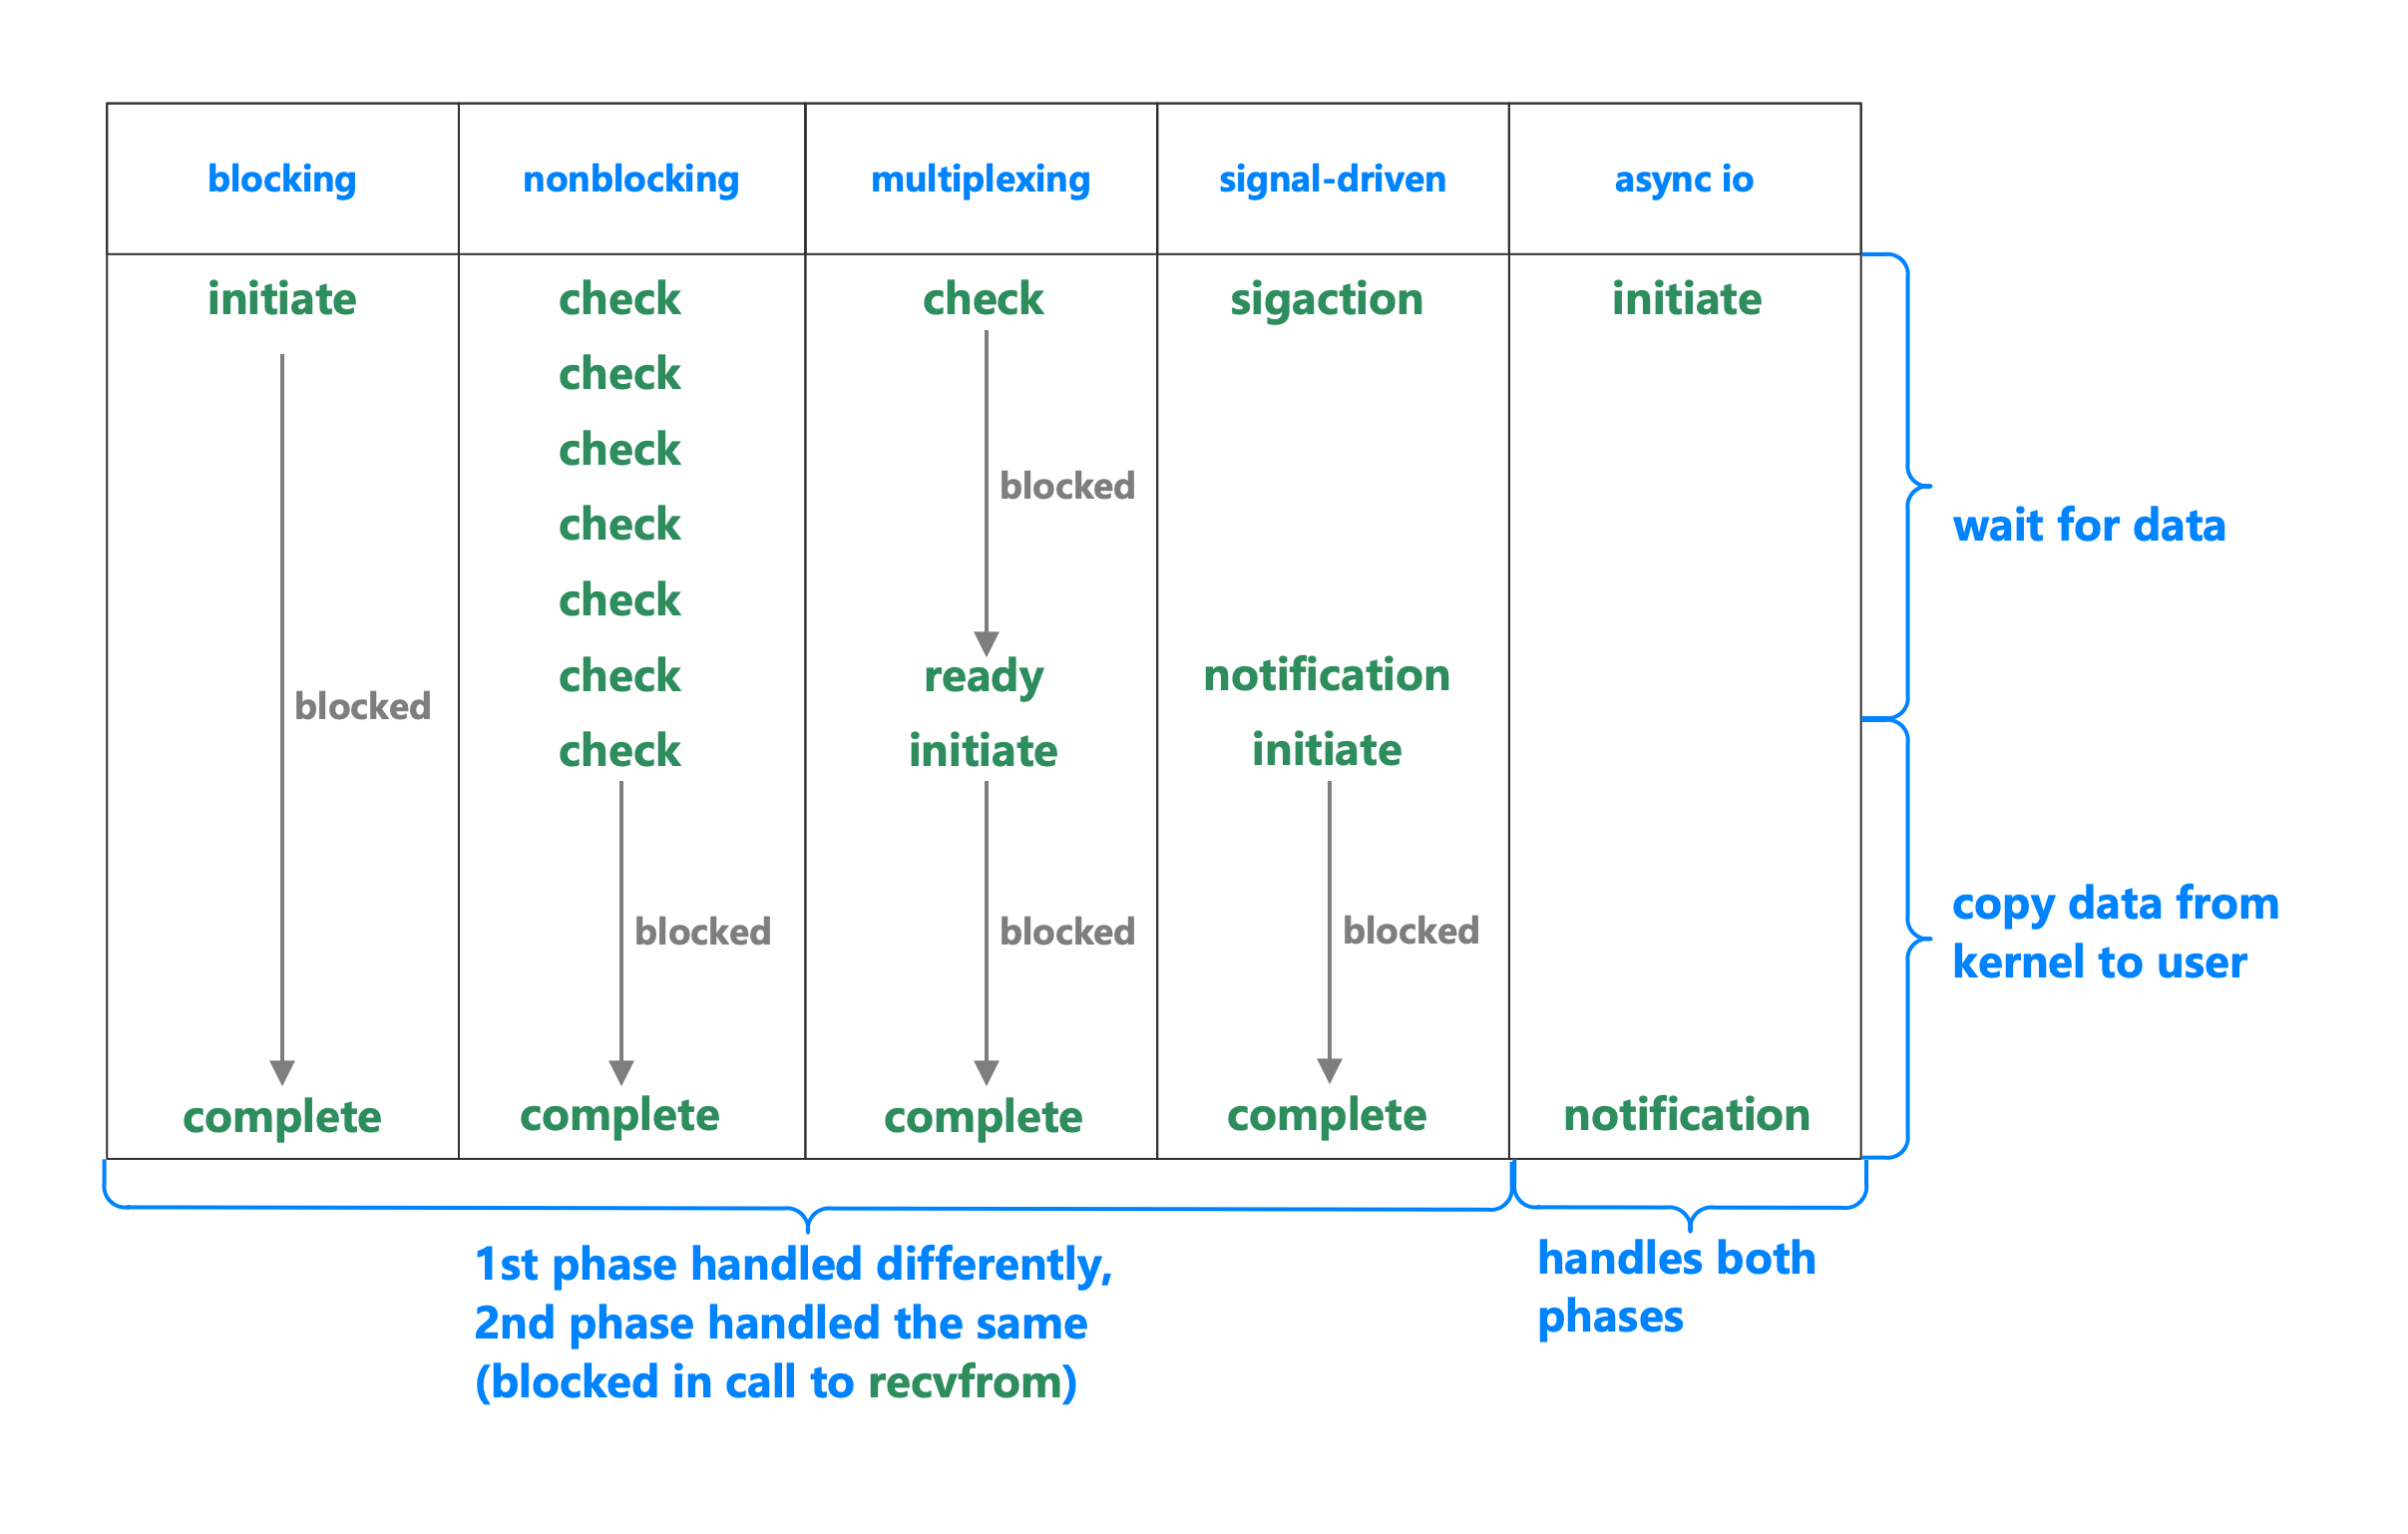 blocking
nonblocking
multiplexing
signal-driven
async io
initiate
check
check
sigaction
initiate
check
check
blocked
check
wait for data
check
check
ready
notification
blocked
check
initiate
initiate
blocked
blocked
blocked
copy data from
kernel to user
complete
complete
complete
complete
notification
1st phase handled differently,
2nd phase handled the same
(blocked in call to recvfrom)
handles both
phases